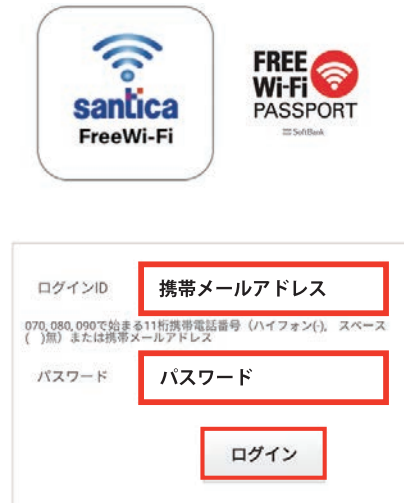 santica
FreeWi-Fi
FREE
Wi-Fi
PASSPORT
SoftBank
ログインID
携帯メールアドレス
070, 080, 090で始まる11桁携帯電話番号（ハイフォン(-), スペース
( )無）または携帯メールアドレス
パスワード
パスワード
ログイン